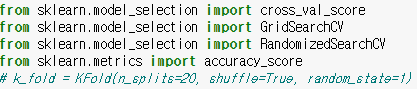 from sklearn.model_selection import cross_val_score
from sklearn.model_selection import GridSearchCV
from sklearn.model_selection import RandomizedSearchCV
from sklearn.metrics import accuracy_score
# k_fold = KFold(n_splits=20, shuffle=True, random_state=1)